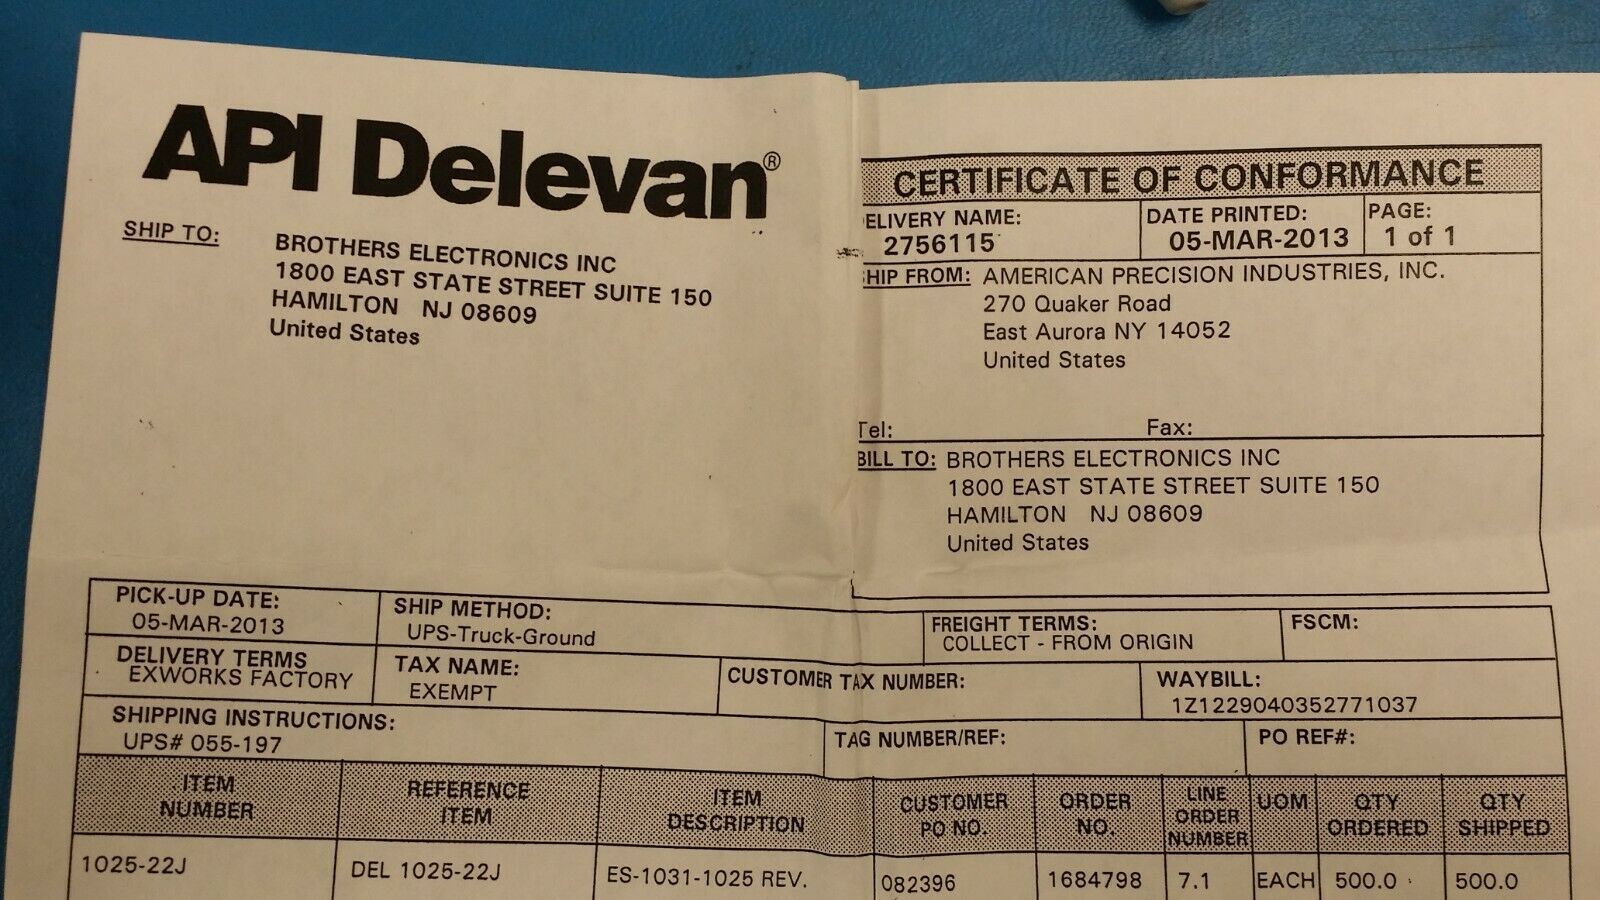 API Delevan®
SHIP TO:
BROTHERS ELECTRONICS INC
1800 EAST STATE STREET SUITE 150
HAMILTON NJ 08609
United States
CERTIFICATE OF CONFORMANCE
ELIVERY NAME:
2756115
DATE PRINTED:
05-MAR-2013
PAGE:
1 of 1
HIP FROM: AMERICAN PRECISION INDUSTRIES, INC.
270 Quaker Road
East Aurora NY 14052
United States
Tel: Fax:
BILL TO: BROTHERS ELECTRONICS INC
1800 EAST STATE STREET SUITE 150
HAMILTON NJ 08609
United States
PICK-UP DATE:
05-MAR-2013
SHIP METHOD:
UPS-Truck-Ground
FREIGHT TERMS:
COLLECT - FROM ORIGIN
FSCM:
DELIVERY TERMS
EXWORKS FACTORY
TAX NAME:
EXEMPT
CUSTOMER TAX NUMBER:
WAYBILL:
1Z1229040352771037
SHIPPING INSTRUCTIONS:
UPS# 055-197
TAG NUMBER/REF:
PO REF#:
ITEM
NUMBER
REFERENCE
ITEM
ITEM
DESCRIPTION
CUSTOMER
PO NO.
ORDER
NO.
LINE
ORDER
NUMBER
UOM
QTY
ORDERED
QTY
SHIPPED
1025-22J DEL 1025-22J ES-1031-1025 REV. 082396 1684798 7.1 EACH 500.0 500.0